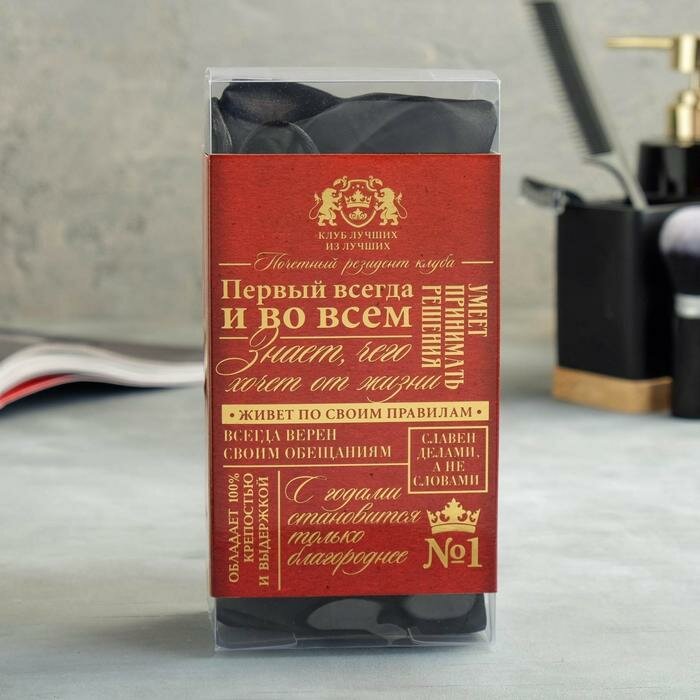 КЛУБ ЛУЧШИХ
ИЗ ЛУЧШИХ
Почетный резидент клуба
Первый всегда
и во всем
УМЕЕТ
ПРИНИМАТЬ
РЕШЕНИЯ
Знает, чего
хочет от жизни
• ЖИВЕТ ПО СВОИМ ПРАВИЛАМ •
ВСЕГДА ВЕРЕН
СВОИМ ОБЕЩАНИЯМ
СЛАВЕН
ДЕЛАМИ,
А НЕ
СЛОВАМИ
ОБЛАДАЕТ 100%
КРЕПОСТЬЮ
И ВЫДЕРЖКОЙ
С годами
становится
только
благороднее
№1